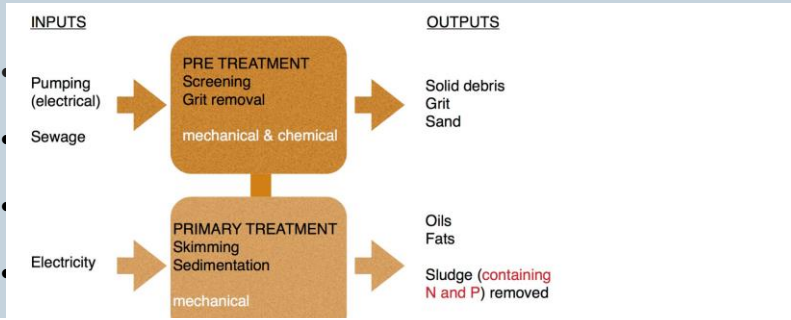 INPUTS
OUTPUTS
Pumping
(electrical)
Sewage
PRE TREATMENT
Screening
Grit removal
mechanical & chemical
Solid debris
Grit
Sand
Electricity
PRIMARY TREATMENT
Skimming
Sedimentation
mechanical
Oils
Fats
Sludge (containing
N and P) removed